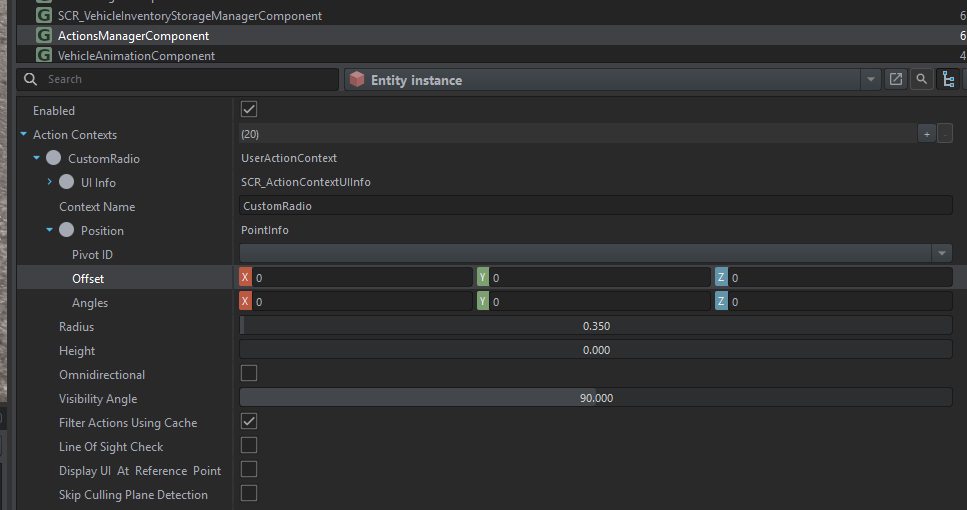 SCR_VehicleInventoryStorageManagerComponent 6
ActionsManagerComponent 6
VehicleAnimationComponent 4
Search Entity instance
Enabled
Action Contexts (20) + -
CustomRadio UserActionContext
UI Info SCR_ActionContextUIInfo
Context Name CustomRadio
Position PointInfo
Pivot ID
Offset X 0 Y 0 Z 0
Angles X 0 Y 0 Z 0
Radius 0.350
Height 0.000
Omnidirectional
Visibility Angle 90.000
Filter Actions Using Cache
Line Of Sight Check
Display UI At Reference Point
Skip Culling Plane Detection